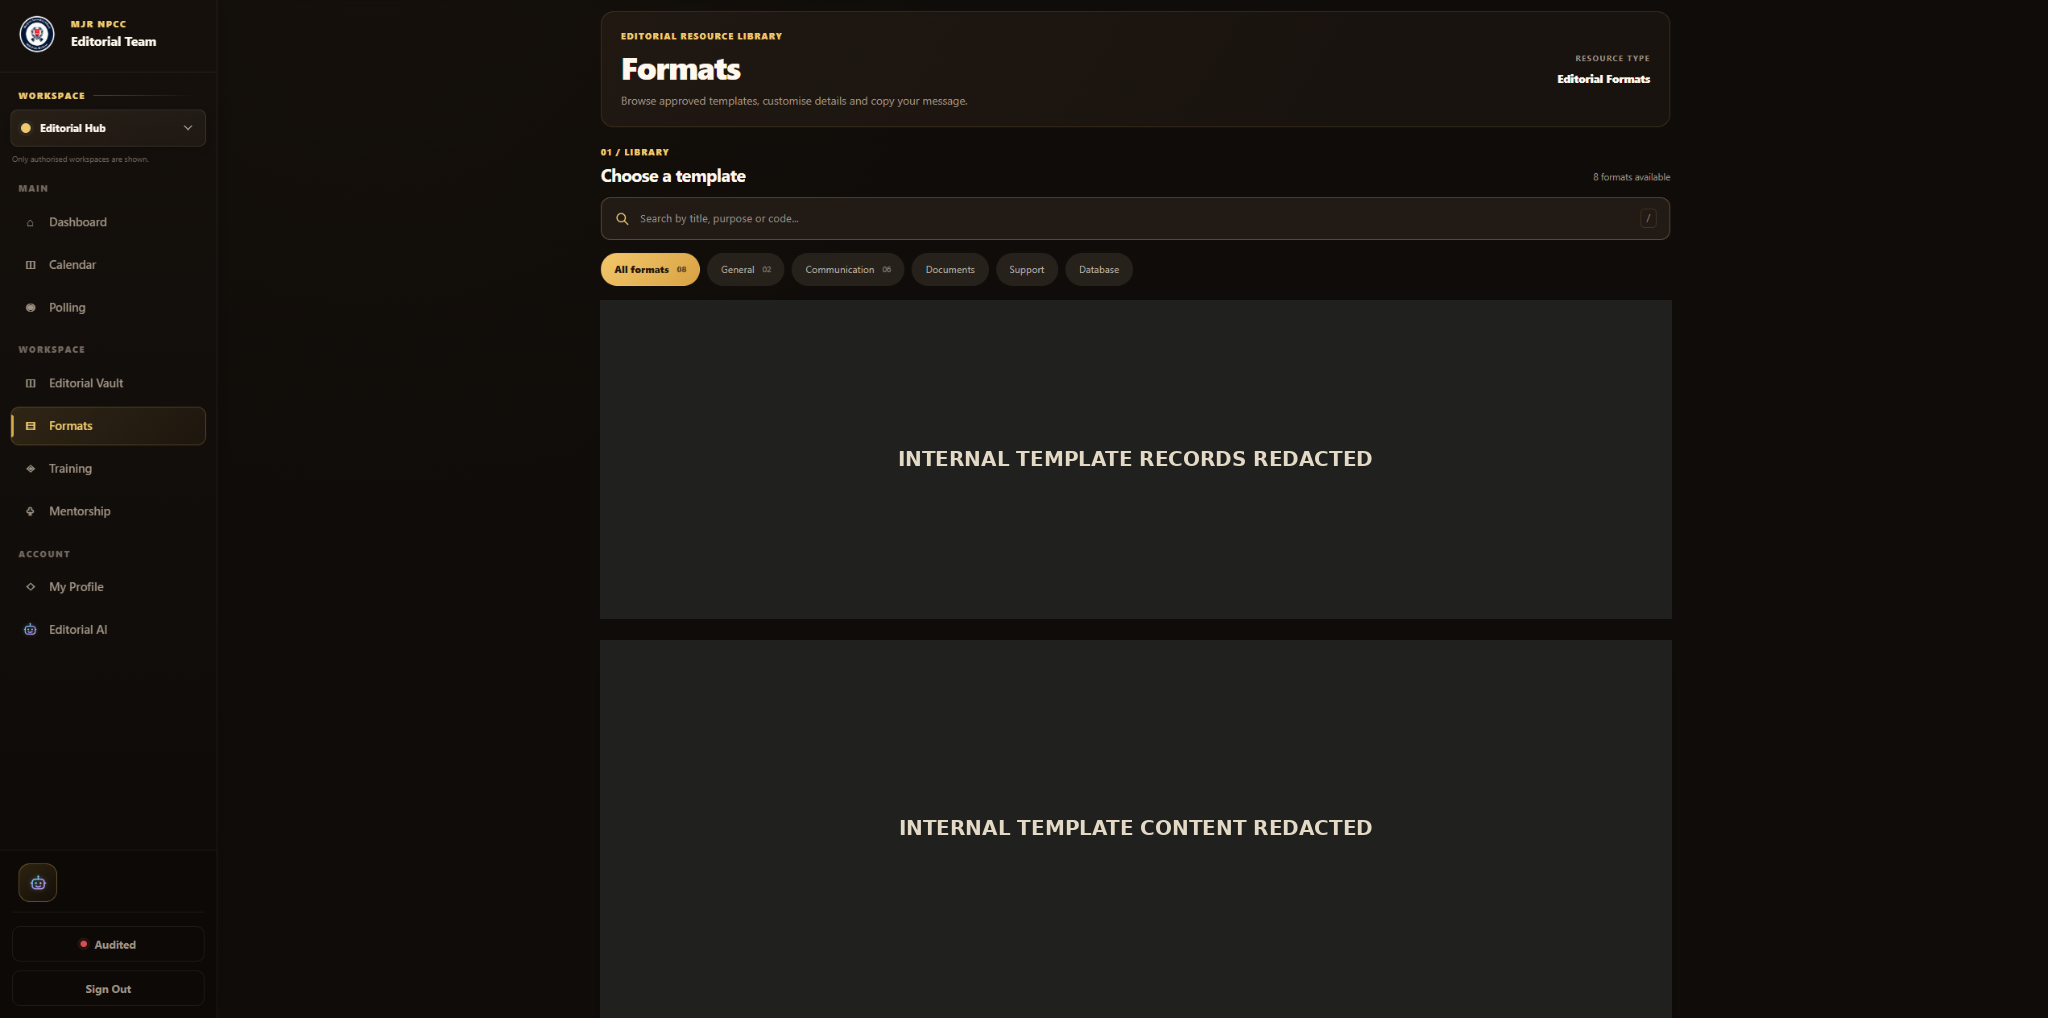 MJR NPCC
Editorial Team
WORKSPACE
Editorial Hub
Only authorised workspaces are shown.
MAIN
Dashboard
Calendar
Polling
WORKSPACE
Editorial Vault
Formats
Training
Mentorship
ACCOUNT
My Profile
Editorial AI
Audited
Sign Out
EDITORIAL RESOURCE LIBRARY
Formats
Browse approved templates, customise details and copy your message.
RESOURCE TYPE
Editorial Formats
01 / LIBRARY
Choose a template
8 formats available
Search by title, purpose or code...
/
All formats 08
General 02
Communication 06
Documents
Support
Database
INTERNAL TEMPLATE RECORDS REDACTED
INTERNAL TEMPLATE CONTENT REDACTED